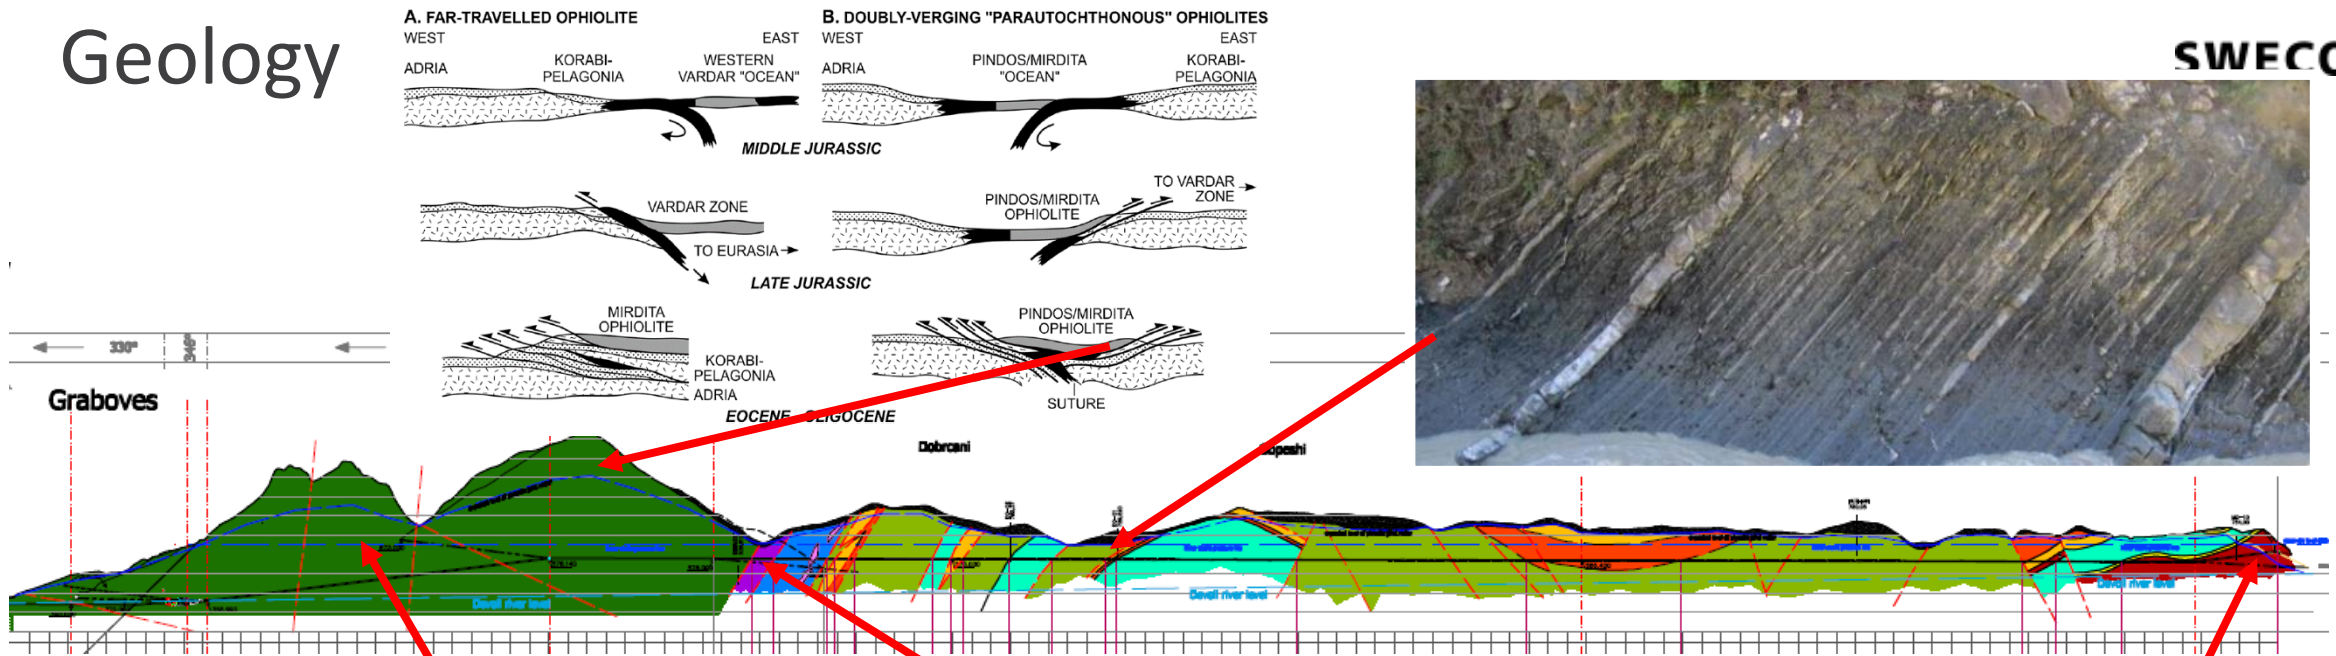 Geology
A. FAR-TRAVELLED OPHIOLITE
WEST
EAST
ADRIA
KORABI-
PELAGONIA
WESTERN
VARDAR "OCEAN"
B. DOUBLY-VERGING "PARAUTOCHTHONOUS" OPHIOLITES
WEST
EAST
ADRIA
PINDOS/MIRDITA
"OCEAN"
KORABI-
PELAGONIA
SWECO
MIDDLE JURASSIC
VARDAR ZONE
TO EURASIA
PINDOS/MIRDITA
OPHIOLITE
TO VARDAR
ZONE
LATE JURASSIC
MIRDITA
OPHIOLITE
KORABI-
PELAGONIA
ADRIA
PINDOS/MIRDITA
OPHIOLITE
SUTURE
EOCENE OLIGOCENE
330°
346°
Graboves
Dobrcani
Devoll river level
Devoll river level
Devoll river level